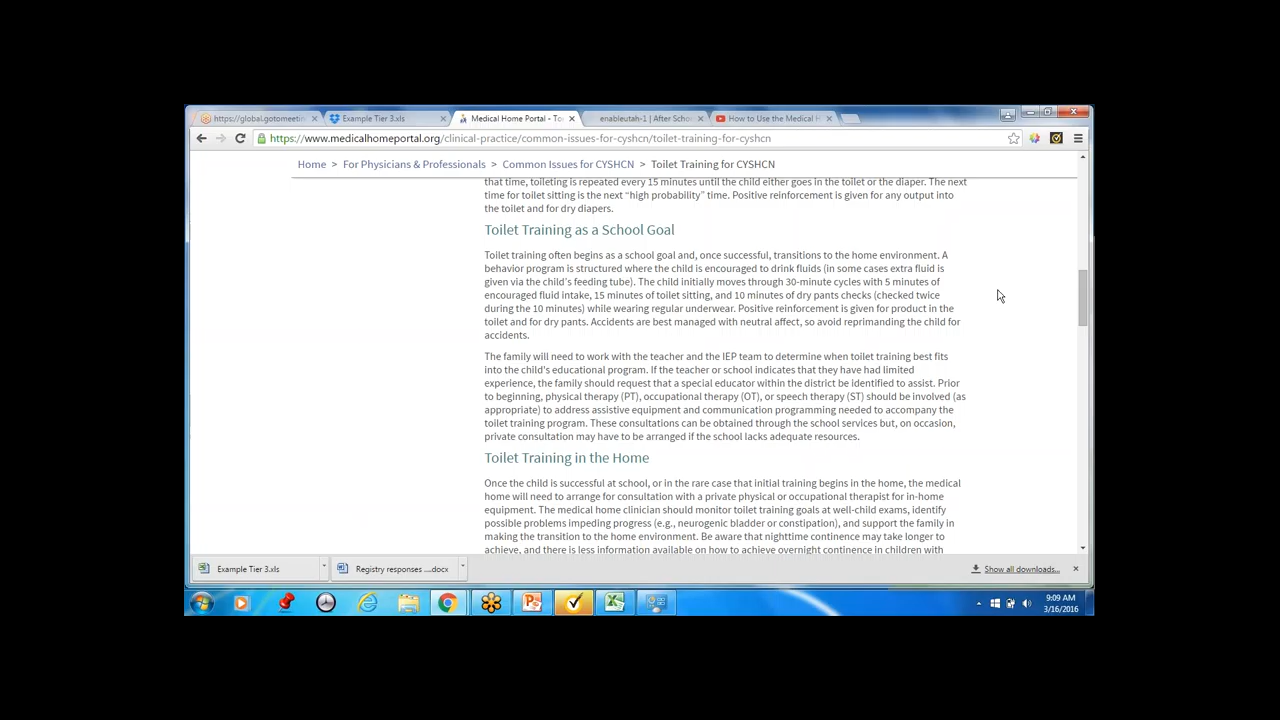 https://global.gotomeetin
Example Tier 3.xls
Medical Home Portal - To
enableutah-1 | After Scho
How to Use the Medical H
https://www.medicalhomeportal.org/clinical-practice/common-issues-for-cyshcn/toilet-training-for-cyshcn
Home > For Physicians & Professionals > Common Issues for CYSHCN > Toilet Training for CYSHCN
that time, toileting is repeated every 15 minutes until the child either goes in the toilet or the diaper. The next
time for toilet sitting is the next “high probability” time. Positive reinforcement is given for any output into
the toilet and for dry diapers.
Toilet Training as a School Goal
Toilet training often begins as a school goal and, once successful, transitions to the home environment. A
behavior program is structured where the child is encouraged to drink fluids (in some cases extra fluid is
given via the child’s feeding tube). The child initially moves through 30-minute cycles with 5 minutes of
encouraged fluid intake, 15 minutes of toilet sitting, and 10 minutes of dry pants checks (checked twice
during the 10 minutes) while wearing regular underwear. Positive reinforcement is given for product in the
toilet and for dry pants. Accidents are best managed with neutral affect, so avoid reprimanding the child for
accidents.
The family will need to work with the teacher and the IEP team to determine when toilet training best fits
into the child's educational program. If the teacher or school indicates that they have had limited
experience, the family should request that a special educator within the district be identified to assist. Prior
to beginning, physical therapy (PT), occupational therapy (OT), or speech therapy (ST) should be involved (as
appropriate) to address assistive equipment and communication programming needed to accompany the
toilet training program. These consultations can be obtained through the school services but, on occasion,
private consultation may have to be arranged if the school lacks adequate resources.
Toilet Training in the Home
Once the child is successful at school, or in the rare case that initial training begins in the home, the medical
home will need to arrange for consultation with a private physical or occupational therapist for in-home
equipment. The medical home clinician should monitor toilet training goals at well-child exams, identify
possible problems impeding progress (e.g., neurogenic bladder or constipation), and support the family in
making the transition to the home environment. Be aware that nighttime continence may take longer to
achieve, and there is less information available on how to achieve overnight continence in children with
Example Tier 3.xls
Registry responses ....docx
Show all downloads...
9:09 AM
3/16/2016